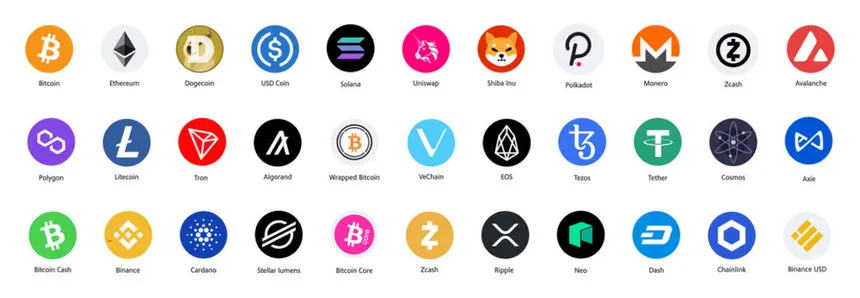 Bitcoin Ethereum Dogecoin USD Coin Solana Uniswap Shiba Inu Polkadot Monero Zcash Avalanche
Polygon Litecoin Tron Algorand Wrapped Bitcoin VeChain EOS Tezos Tether Cosmos Axie
core
Bitcoin Cash Binance Cardano Stellar lumens Bitcoin Core Zcash Ripple Neo Dash Chainlink Binance USD